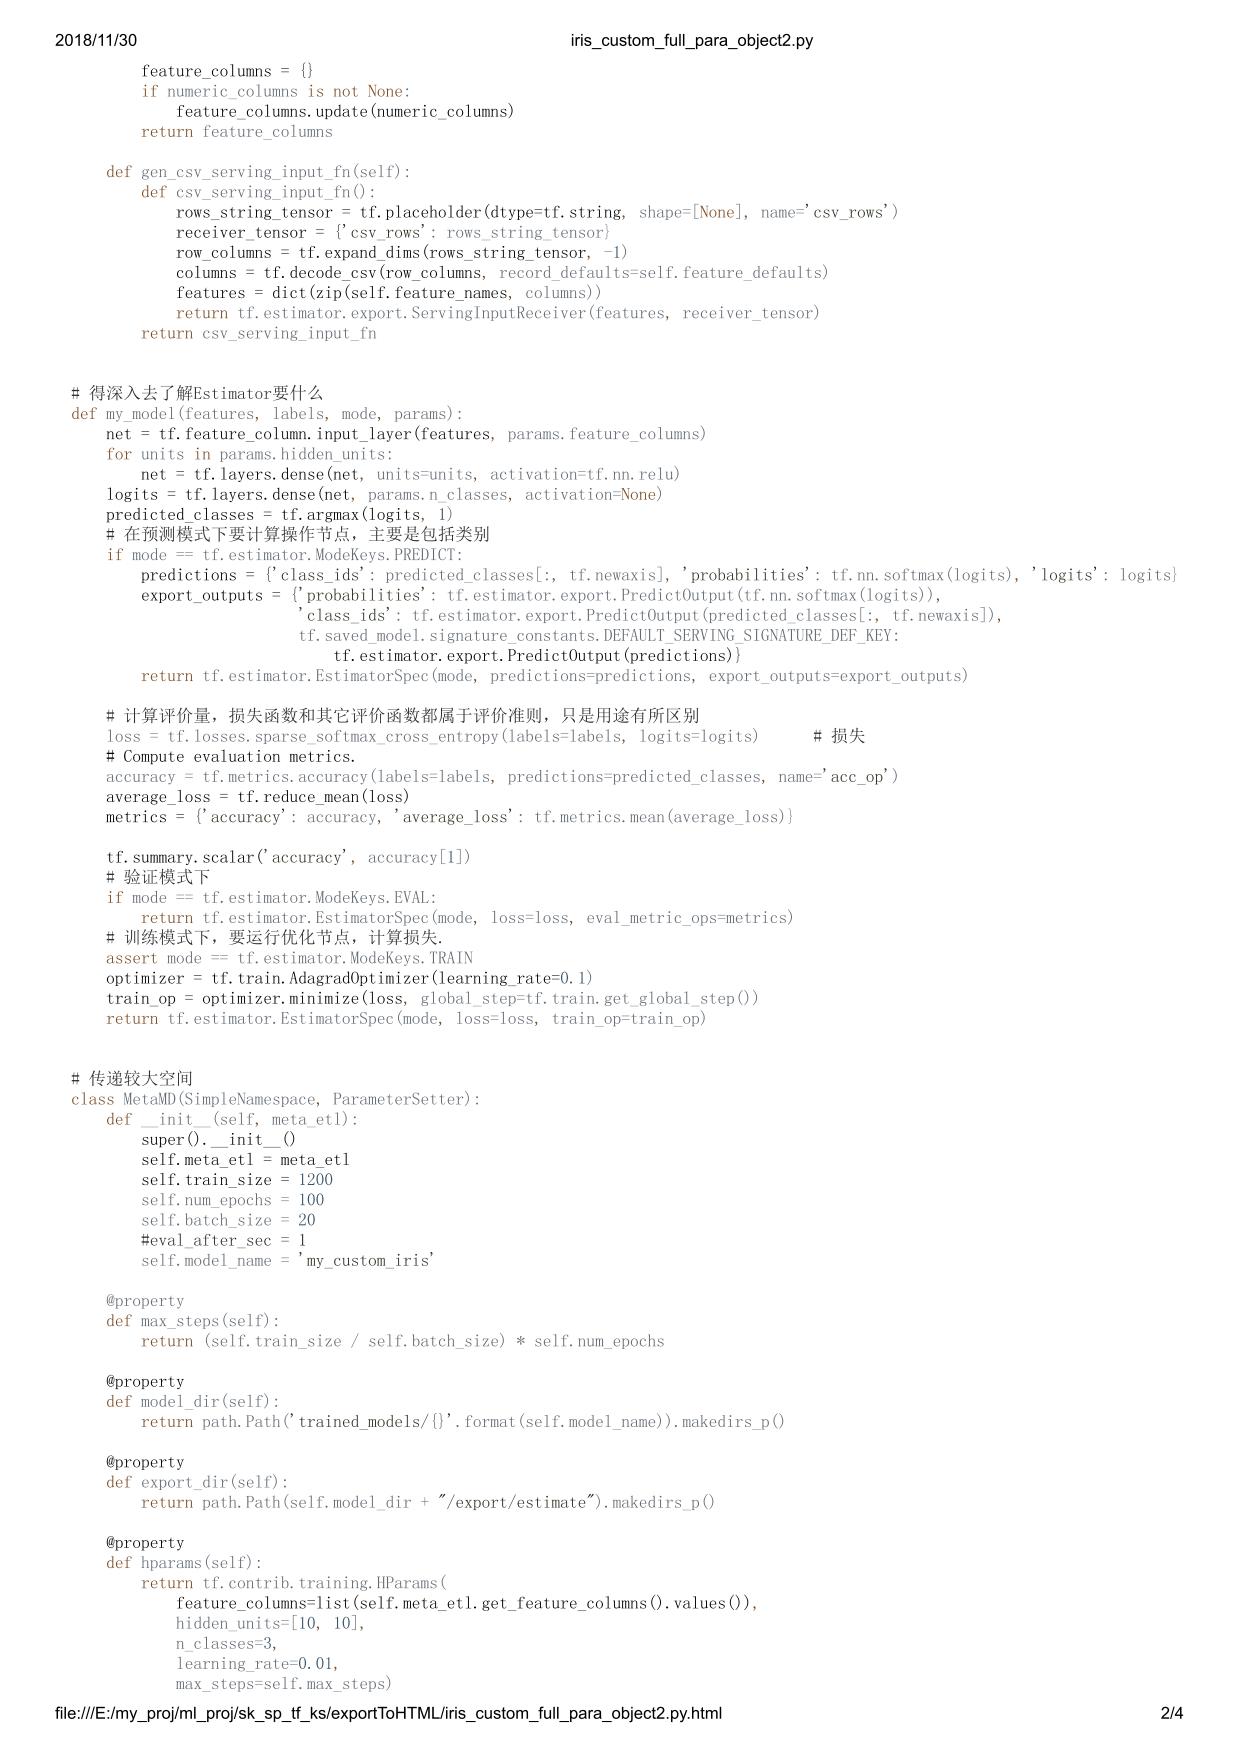 2018/11/30 iris_custom_full_para_object2.py
        feature_columns = {}
        if numeric_columns is not None:
            feature_columns.update(numeric_columns)
        return feature_columns

    def gen_csv_serving_input_fn(self):
        def csv_serving_input_fn():
            rows_string_tensor = tf.placeholder(dtype=tf.string, shape=[None], name='csv_rows')
            receiver_tensor = {'csv_rows': rows_string_tensor}
            row_columns = tf.expand_dims(rows_string_tensor, -1)
            columns = tf.decode_csv(row_columns, record_defaults=self.feature_defaults)
            features = dict(zip(self.feature_names, columns))
            return tf.estimator.export.ServingInputReceiver(features, receiver_tensor)
        return csv_serving_input_fn


# 得深入去了解Estimator要什么
def my_model(features, labels, mode, params):
    net = tf.feature_column.input_layer(features, params.feature_columns)
    for units in params.hidden_units:
        net = tf.layers.dense(net, units=units, activation=tf.nn.relu)
    logits = tf.layers.dense(net, params.n_classes, activation=None)
    predicted_classes = tf.argmax(logits, 1)
    # 在预测模式下要计算操作节点，主要是包括类别
    if mode == tf.estimator.ModeKeys.PREDICT:
        predictions = {'class_ids': predicted_classes[:, tf.newaxis], 'probabilities': tf.nn.softmax(logits), 'logits': logits}
        export_outputs = {'probabilities': tf.estimator.export.PredictOutput(tf.nn.softmax(logits)),
                          'class_ids': tf.estimator.export.PredictOutput(predicted_classes[:, tf.newaxis]),
                          tf.saved_model.signature_constants.DEFAULT_SERVING_SIGNATURE_DEF_KEY:
                              tf.estimator.export.PredictOutput(predictions)}
        return tf.estimator.EstimatorSpec(mode, predictions=predictions, export_outputs=export_outputs)

    # 计算评价量，损失函数和其它评价函数都属于评价准则，只是用途有所区别
    loss = tf.losses.sparse_softmax_cross_entropy(labels=labels, logits=logits)      # 损失
    # Compute evaluation metrics.
    accuracy = tf.metrics.accuracy(labels=labels, predictions=predicted_classes, name='acc_op')
    average_loss = tf.reduce_mean(loss)
    metrics = {'accuracy': accuracy, 'average_loss': tf.metrics.mean(average_loss)}

    tf.summary.scalar('accuracy', accuracy[1])
    # 验证模式下
    if mode == tf.estimator.ModeKeys.EVAL:
        return tf.estimator.EstimatorSpec(mode, loss=loss, eval_metric_ops=metrics)
    # 训练模式下，要运行优化节点，计算损失.
    assert mode == tf.estimator.ModeKeys.TRAIN
    optimizer = tf.train.AdagradOptimizer(learning_rate=0.1)
    train_op = optimizer.minimize(loss, global_step=tf.train.get_global_step())
    return tf.estimator.EstimatorSpec(mode, loss=loss, train_op=train_op)


# 传递较大空间
class MetaMD(SimpleNamespace, ParameterSetter):
    def __init__(self, meta_etl):
        super().__init__()
        self.meta_etl = meta_etl
        self.train_size = 1200
        self.num_epochs = 100
        self.batch_size = 20
        #eval_after_sec = 1
        self.model_name = 'my_custom_iris'

    @property
    def max_steps(self):
        return (self.train_size / self.batch_size) * self.num_epochs

    @property
    def model_dir(self):
        return path.Path('trained_models/{}'.format(self.model_name)).makedirs_p()

    @property
    def export_dir(self):
        return path.Path(self.model_dir + "/export/estimate").makedirs_p()

    @property
    def hparams(self):
        return tf.contrib.training.HParams(
            feature_columns=list(self.meta_etl.get_feature_columns().values()),
            hidden_units=[10, 10],
            n_classes=3,
            learning_rate=0.01,
            max_steps=self.max_steps)
file:///E:/my_proj/ml_proj/sk_sp_tf_ks/exportToHTML/iris_custom_full_para_object2.py.html 2/4